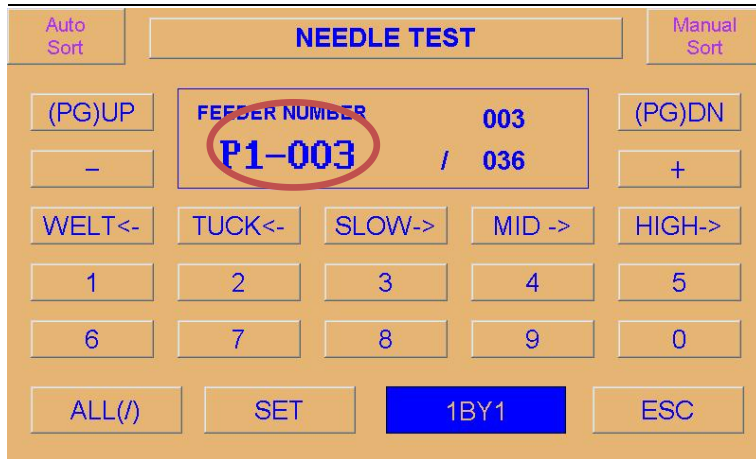 Auto
Sort
NEEDLE TEST
Manual
Sort
(PG)UP
FEEDER NUMBER
003
(PG)DN
-
P1-003
/
036
+
WELT<-
TUCK<-
SLOW->
MID ->
HIGH->
1
2
3
4
5
6
7
8
9
0
ALL(/)
SET
1BY1
ESC